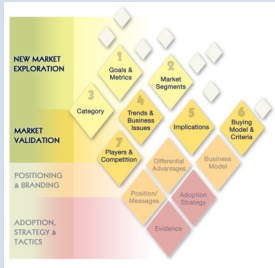 NEW MARKET
EXPLORATION
MARKET
VALIDATION
POSITIONING
& BRANDING
ADOPTION,
STRATEGY &
TACTICS
1
Goals &
Metrics
2
Market
Segments
3
Category
4
Trends &
Business
Issues
5
Implications
6
Buying
Model &
Criteria
7
Players &
Competition
Differential
Advantages
Business
Model
Position/
Messages
Adoption
Strategy
Evidence